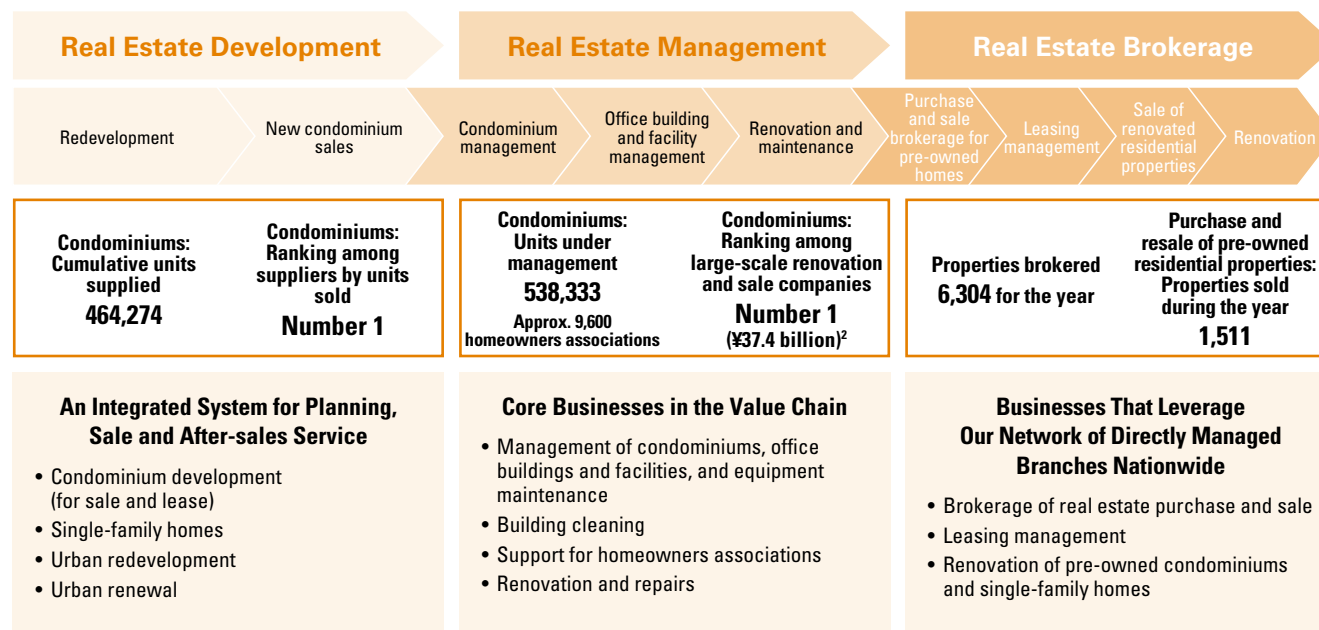 Real Estate Development
Real Estate Management
Real Estate Brokerage
Redevelopment
New condominium
sales
Condominium
management
Office building
and facility
management
Renovation and
maintenance
Purchase
and sale
brokerage for
pre-owned
homes
Leasing
management
Sale of
renovated
residential
properties
Renovation
Condominiums:
Cumulative units
supplied
464,274
Condominiums:
Ranking among
suppliers by units
sold
Number 1
Condominiums:
Units under
management
538,333
Approx. 9,600
homeowners associations
Condominiums:
Ranking among
large-scale renovation
and sale companies
Number 1
(¥37.4 billion)2
Properties brokered
6,304 for the year
Purchase and
resale of pre-owned
residential properties:
Properties sold
during the year
1,511
An Integrated System for Planning,
Sale and After-sales Service
• Condominium development
(for sale and lease)
• Single-family homes
• Urban redevelopment
• Urban renewal
Core Businesses in the Value Chain
• Management of condominiums, office
buildings and facilities, and equipment
maintenance
• Building cleaning
• Support for homeowners associations
• Renovation and repairs
Businesses That Leverage
Our Network of Directly Managed
Branches Nationwide
• Brokerage of real estate purchase and sale
• Leasing management
• Renovation of pre-owned condominiums
and single-family homes